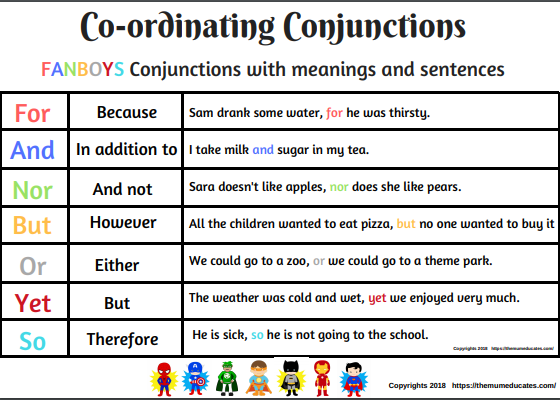 Co-ordinating Conjunctions
FANBOYS Conjunctions with meanings and sentences
For Because Sam drank some water, for he was thirsty.
And In addition to I take milk and sugar in my tea.
Nor And not Sara doesn't like apples, nor does she like pears.
But However All the children wanted to eat pizza, but no one wanted to buy it
Or Either We could go to a zoo, or we could go to a theme park.
Yet But The weather was cold and wet, yet we enjoyed very much.
So Therefore He is sick, so he is not going to the school.
Copyrights 2018 https://themumeducates.com/
Copyrights 2018 https://themumeducates.com/